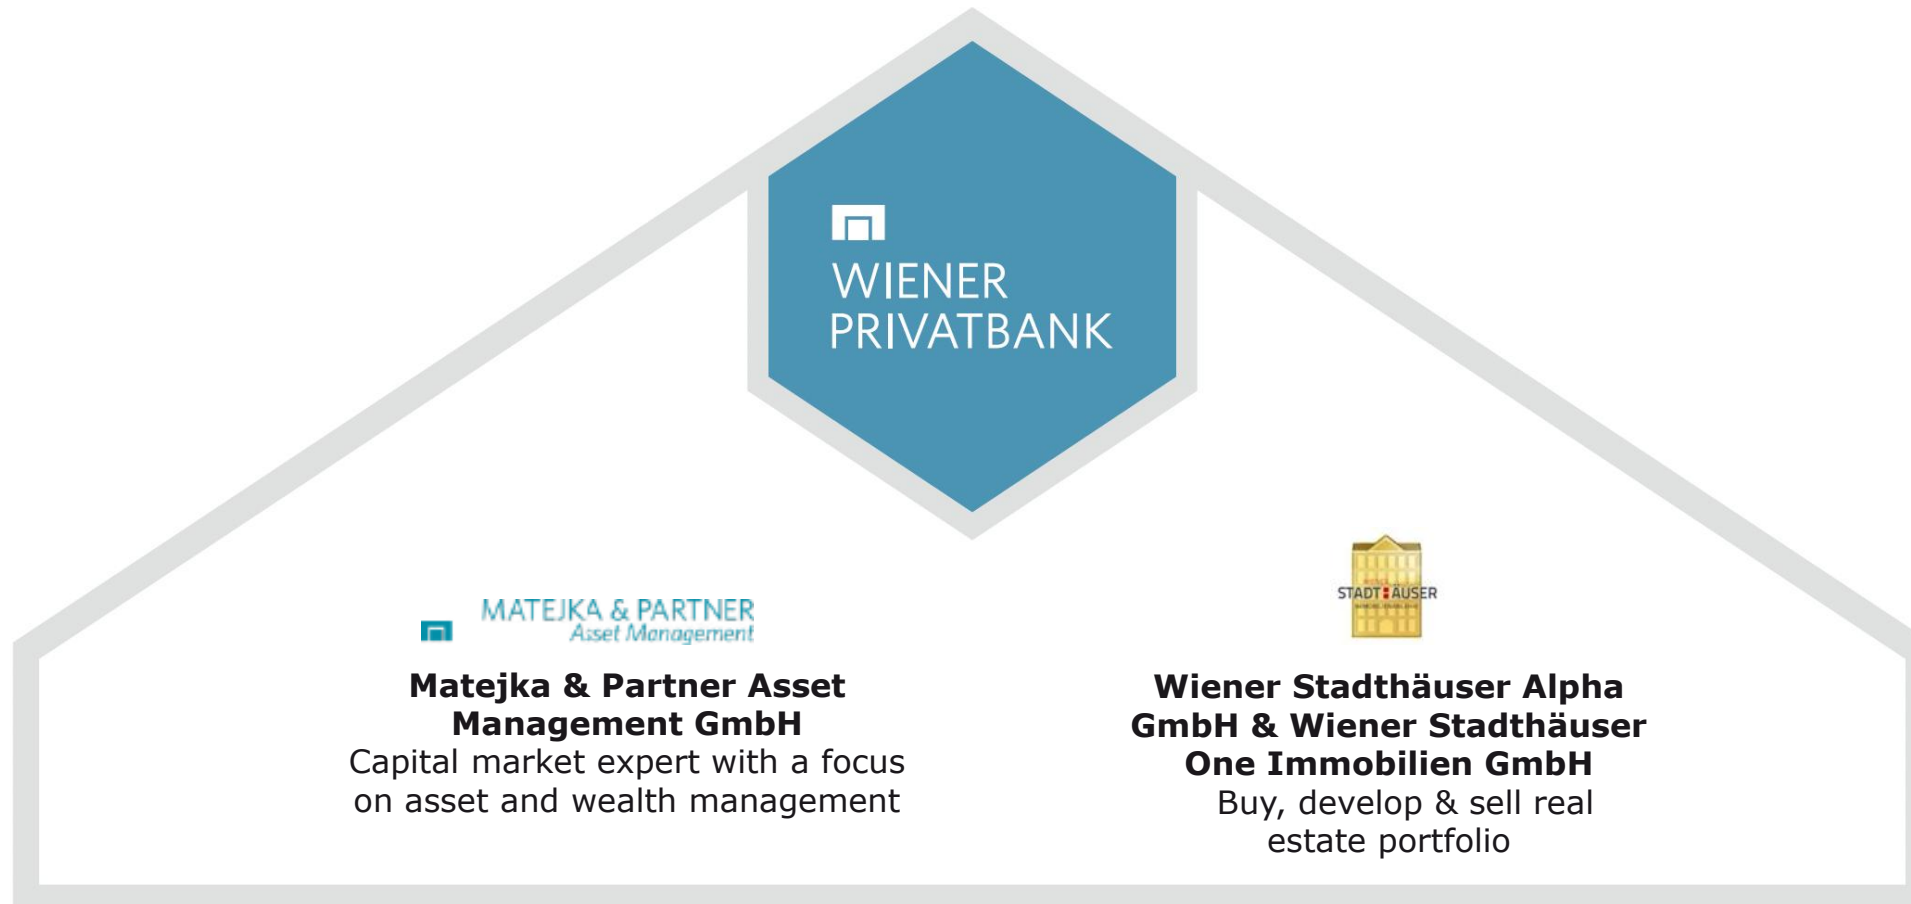 WIENER
PRIVATBANK
MATEJKA & PARTNER
Asset Management
Matejka & Partner Asset
Management GmbH
Capital market expert with a focus
on asset and wealth management
STADTHÄUSER
Wiener Stadthäuser Alpha
GmbH & Wiener Stadthäuser
One Immobilien GmbH
Buy, develop & sell real
estate portfolio